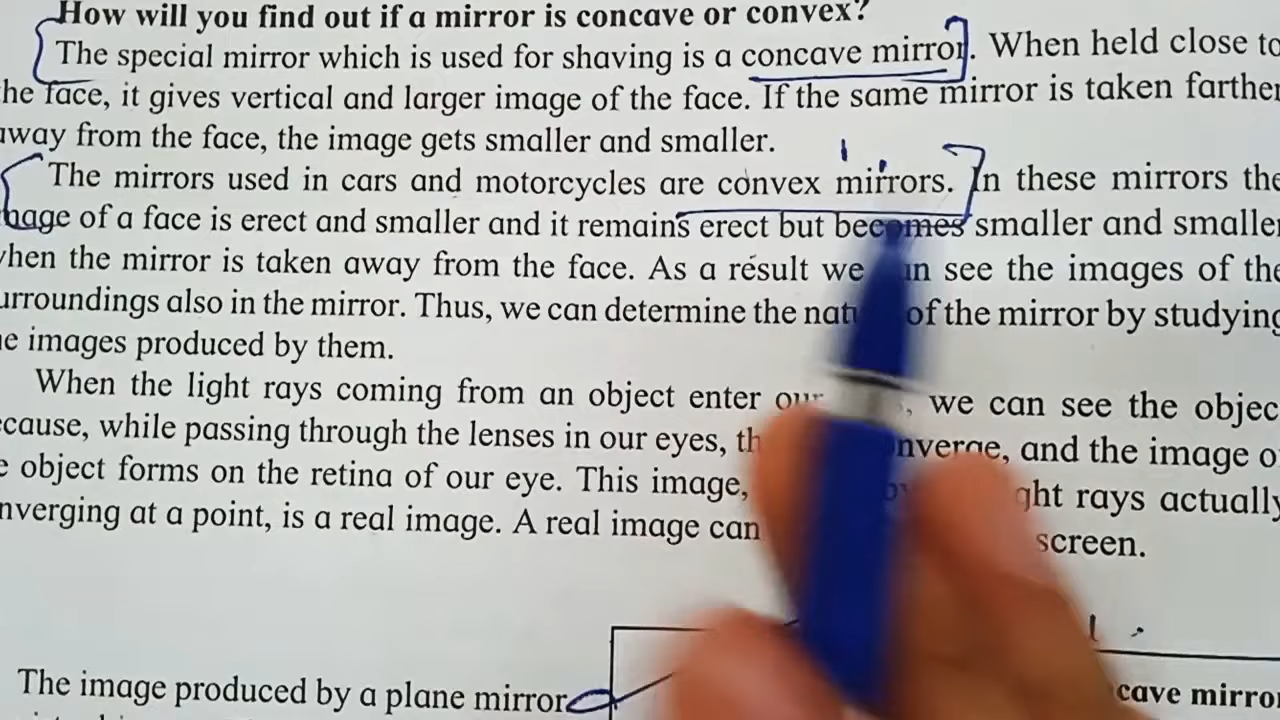 How will you find out if a mirror is concave or convex?
The special mirror which is used for shaving is a concave mirror. When held close to
he face, it gives vertical and larger image of the face. If the same mirror is taken farther
way from the face, the image gets smaller and smaller.
The mirrors used in cars and motorcycles are convex mirrors. In these mirrors the
mage of a face is erect and smaller and it remains erect but becomes smaller and smaller
hen the mirror is taken away from the face. As a result we see the images of the
urroundings also in the mirror. Thus, we can determine the of the mirror by studying
e images produced by them.
When the light rays coming from an object enter our we can see the objec
cause, while passing through the lenses in our eyes, nverge, and the image o
e object forms on the retina of our eye. This image, ght rays actually
nverging at a point, is a real image. A real image can screen.
The image produced by a plane mirror
cave mirro